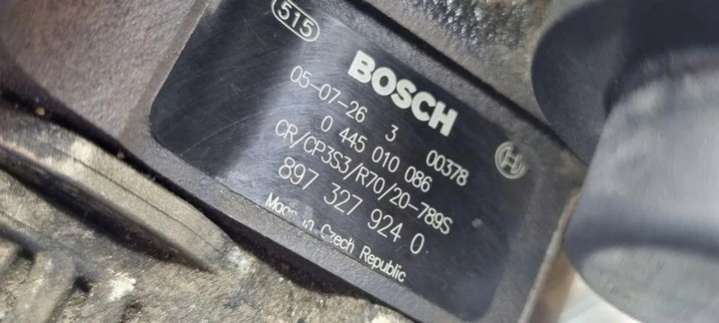 515
BOSCH
05-07-26 3 00378
0 445 010 086
CR/CP3S3/R70/20-789S
897 327 924 0
Made in Czech Republic